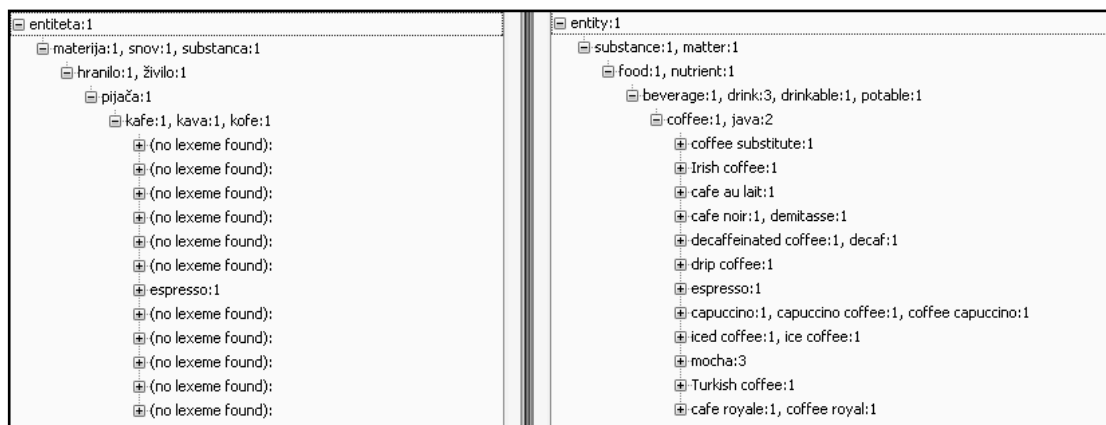 entiteta:1
materija:1, snov:1, substanca:1
hranilo:1, živilo:1
pijača:1
kafe:1, kava:1, kofe:1
(no lexeme found):
(no lexeme found):
(no lexeme found):
(no lexeme found):
(no lexeme found):
(no lexeme found):
espresso:1
(no lexeme found):
(no lexeme found):
(no lexeme found):
(no lexeme found):
(no lexeme found):
entity:1
substance:1, matter:1
food:1, nutrient:1
beverage:1, drink:3, drinkable:1, potable:1
coffee:1, java:2
coffee substitute:1
Irish coffee:1
cafe au lait:1
cafe noir:1, demitasse:1
decaffeinated coffee:1, decaf:1
drip coffee:1
espresso:1
capuccino:1, capuccino coffee:1, coffee capuccino:1
iced coffee:1, ice coffee:1
mocha:3
Turkish coffee:1
cafe royale:1, coffee royal:1